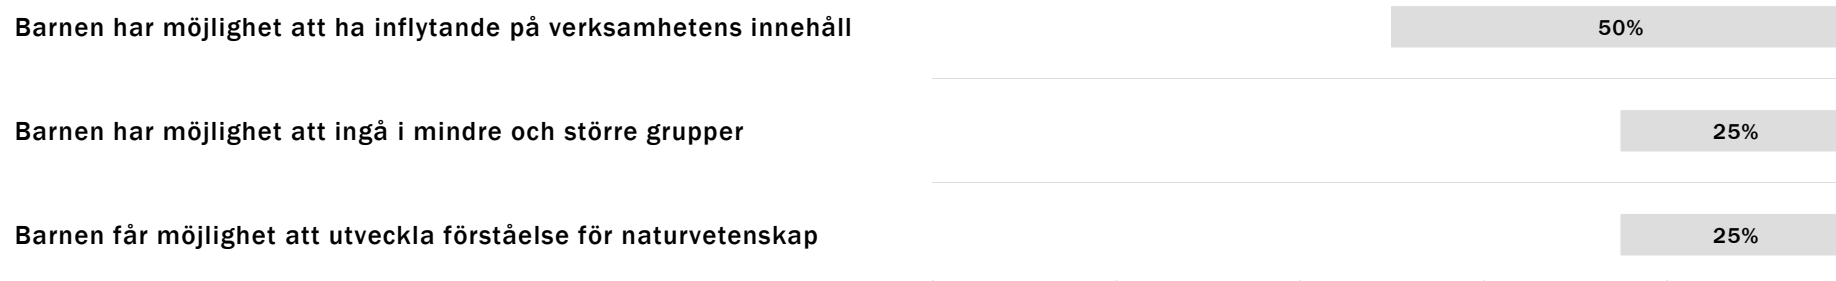 Barnen har möjlighet att ha inflytande på verksamhetens innehåll 50%
Barnen har möjlighet att ingå i mindre och större grupper 25%
Barnen får möjlighet att utveckla förståelse för naturvetenskap 25%